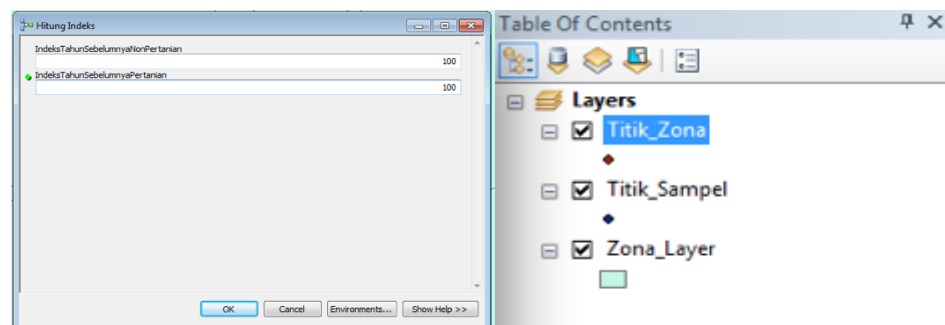 Hitung Indeks
IndeksTahunSebelumnyaNonPertanian
100
IndeksTahunSebelumnyaPertanian
100
OK Cancel Environments... Show Help >>
Table Of Contents
Layers
Titik_Zona
Titik_Sampel
Zona_Layer